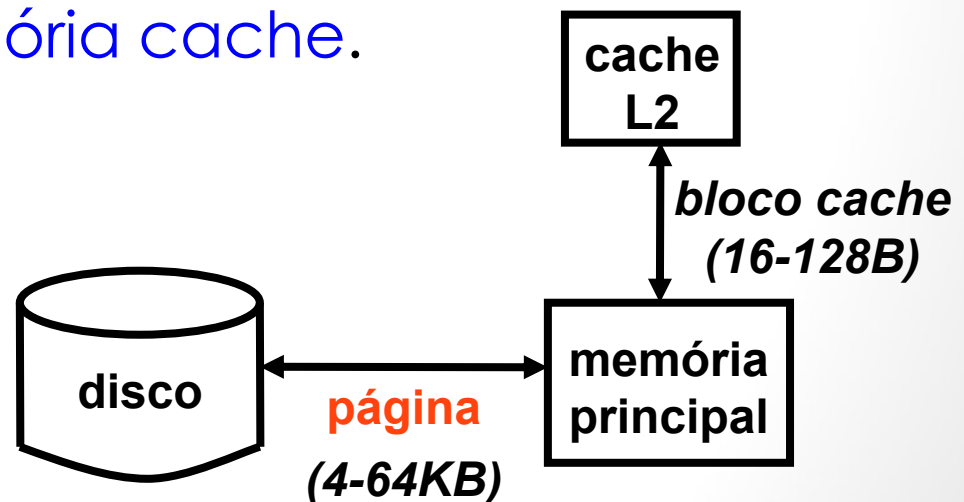 ória cache.
cache
L2
bloco cache
(16-128B)
disco
página
(4-64KB)
memória
principal